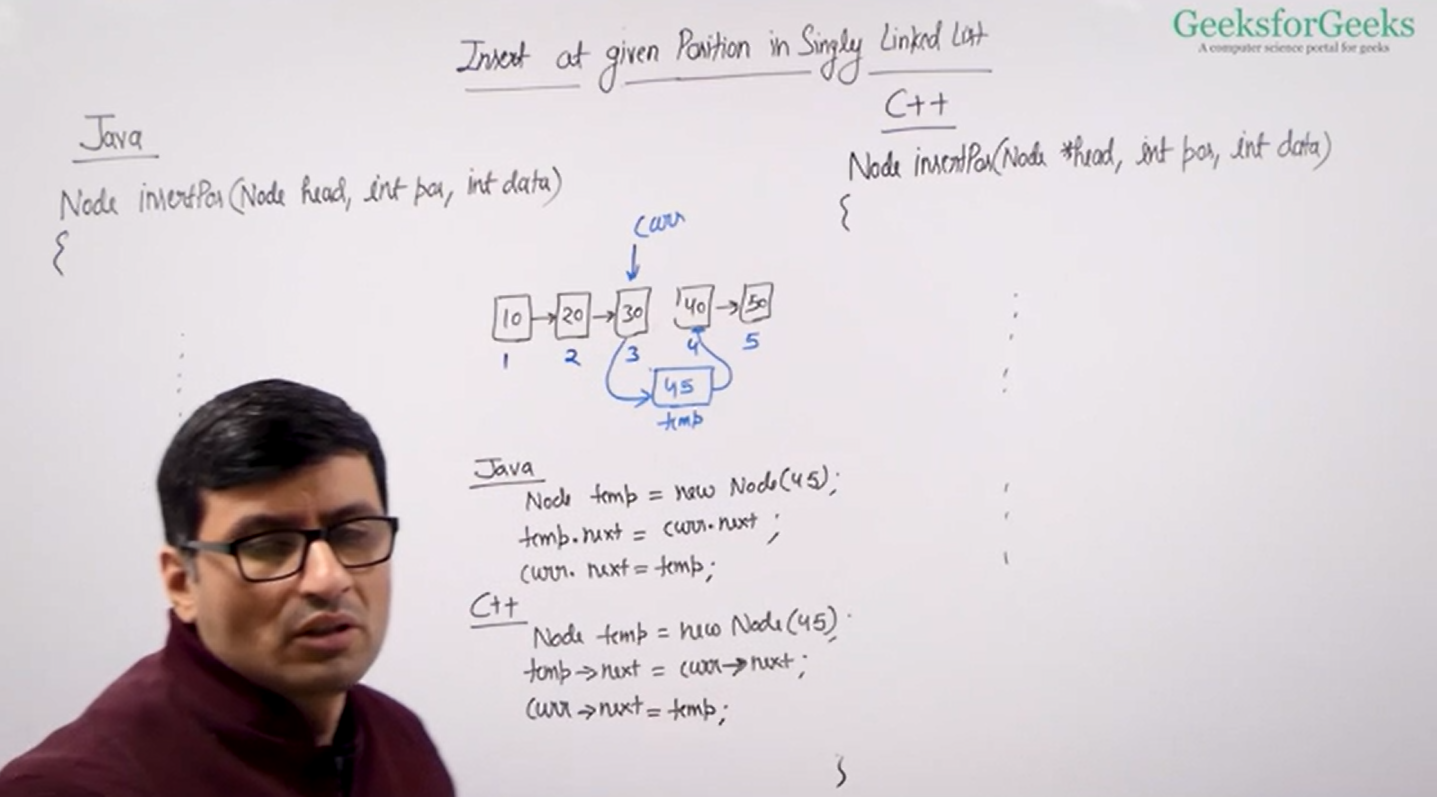 GeeksforGeeks
A computer science portal for geeks
Insert at given Position in Singly Linked List
Java
Node insertPos(Node head, int pos, int data)
{
C++
Node insertPos(Node *head, int pos, int data)
{
curr
10 → 20 → 30 40 → 50
1 2 3 4 5
45
tmp
Java
Node temp = new Node(45);
temp.next = curr.next ;
curr. next = temp;
C++
Node temp = new Node(45).
temp → next = curr → next ;
curr → next = temp;
}